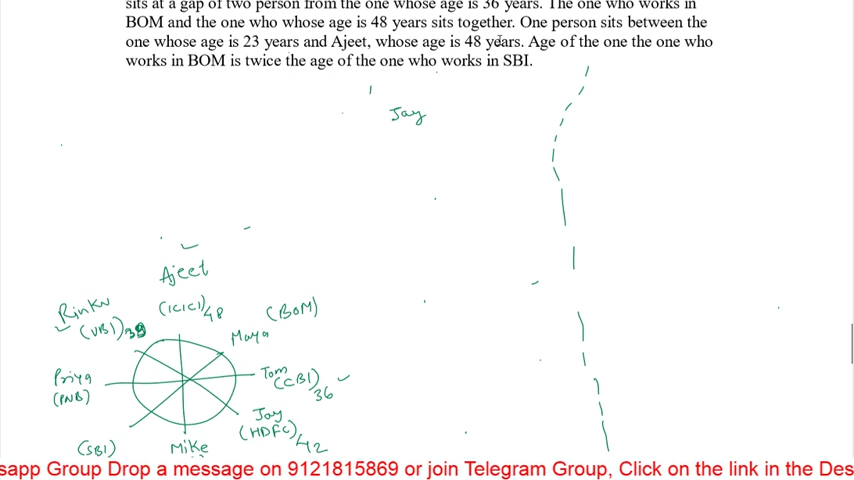 sits at a gap of two person from the one whose age is 36 years. The one who works in
BOM and the one who whose age is 48 years sits together. One person sits between the
one whose age is 23 years and Ajeet, whose age is 48 years. Age of the one the one who
works in BOM is twice the age of the one who works in SBI.
Jay
Ajeet
(ICICI) 48
Rinku
(UBI) 39
(BOM)
Maya
Tom
(CBI)
36
Priya
(PNB)
Jay
(HDFC)
42
(SBI)
Mike
sapp Group Drop a message on 9121815869 or join Telegram Group, Click on the link in the Des